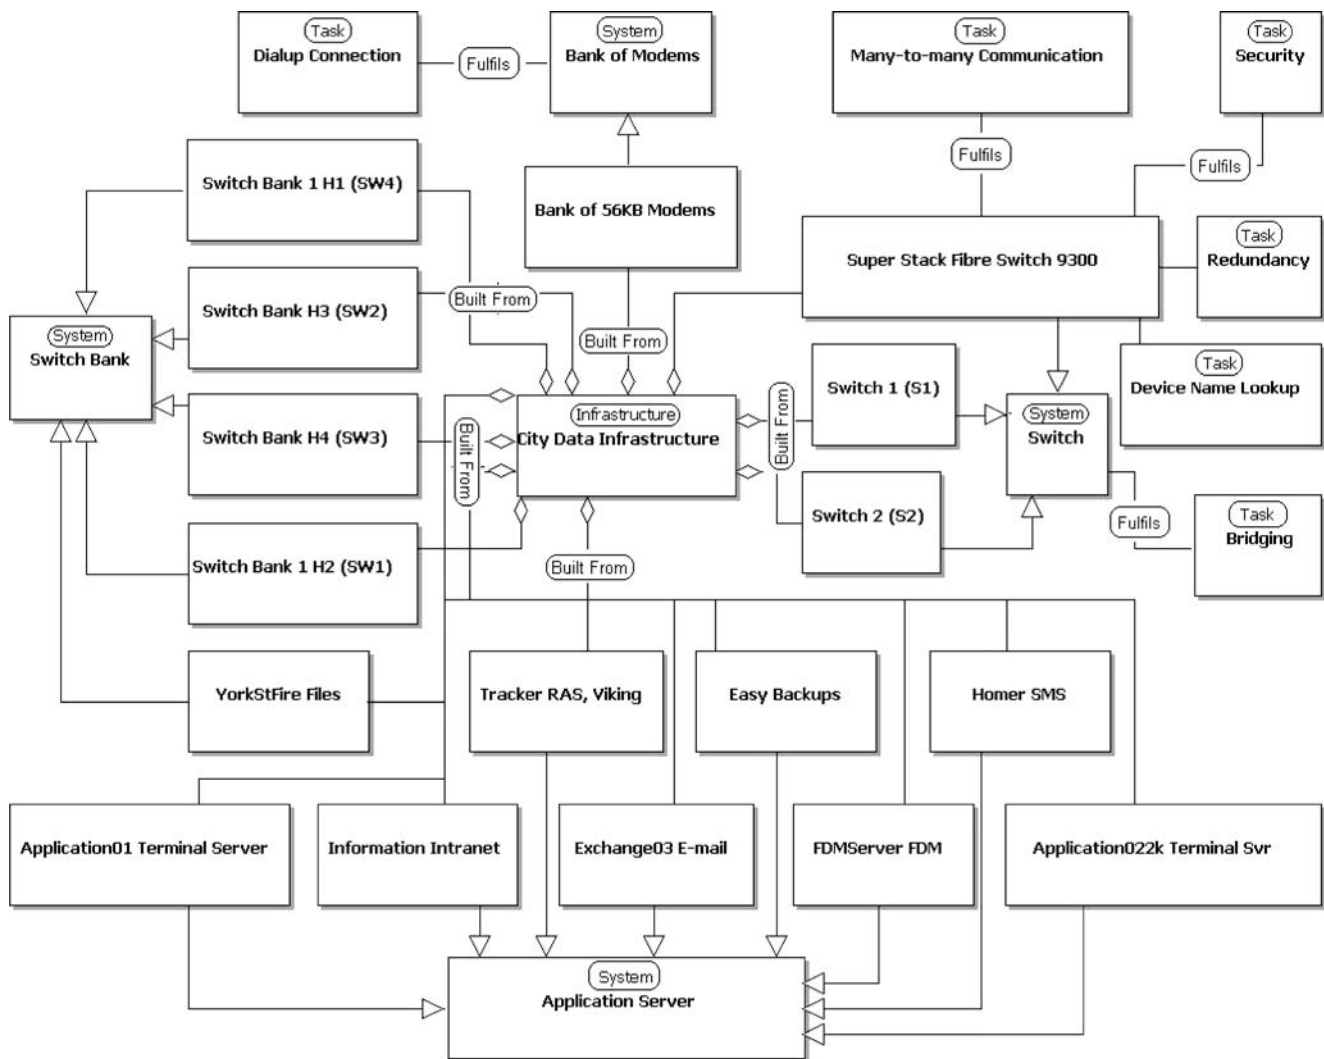 Task
Dialup Connection
Fulfils
System
Bank of Modems
Task
Many-to-many Communication
Task
Security
Fulfils
Fulfils
Switch Bank 1 H1 (SW4)
Bank of 56KB Modems
Super Stack Fibre Switch 9300
Task
Redundancy
Switch Bank H3 (SW2)
Built From
System
Switch Bank
Built From
Switch 1 (S1)
Task
Device Name Lookup
Infrastructure
City Data Infrastructure
Built From
System
Switch
Switch Bank H4 (SW3)
Built From
Switch 2 (S2)
Fulfils
Task
Bridging
Switch Bank 1 H2 (SW1)
Built From
YorkStFire Files
Tracker RAS, Viking
Easy Backups
Homer SMS
Application01 Terminal Server
Information Intranet
Exchange03 E-mail
FDMServer FDM
Application022k Terminal Svr
System
Application Server